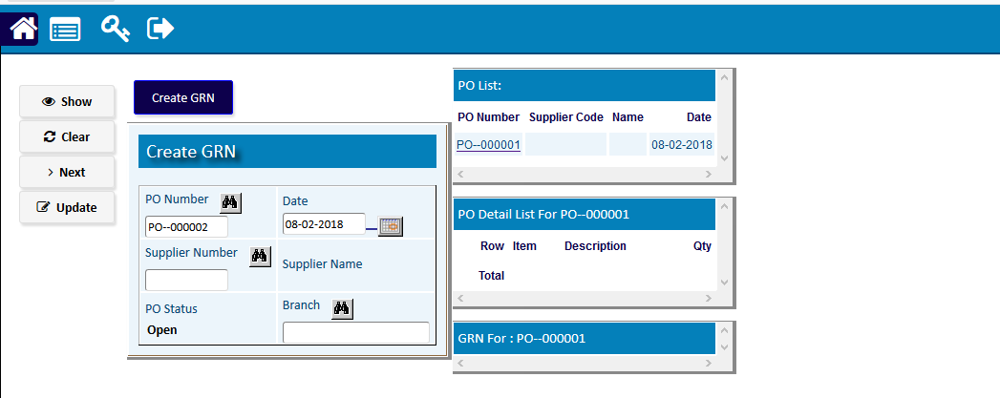 Show
Clear
Next
Update
Create GRN
Create GRN
PO Number
Date
PO--000002
08-02-2018
Supplier Number
Supplier Name
PO Status
Branch
Open
PO List:
PO Number Supplier Code Name Date
PO--000001 08-02-2018
PO Detail List For PO--000001
Row Item Description Qty
Total
GRN For : PO--000001